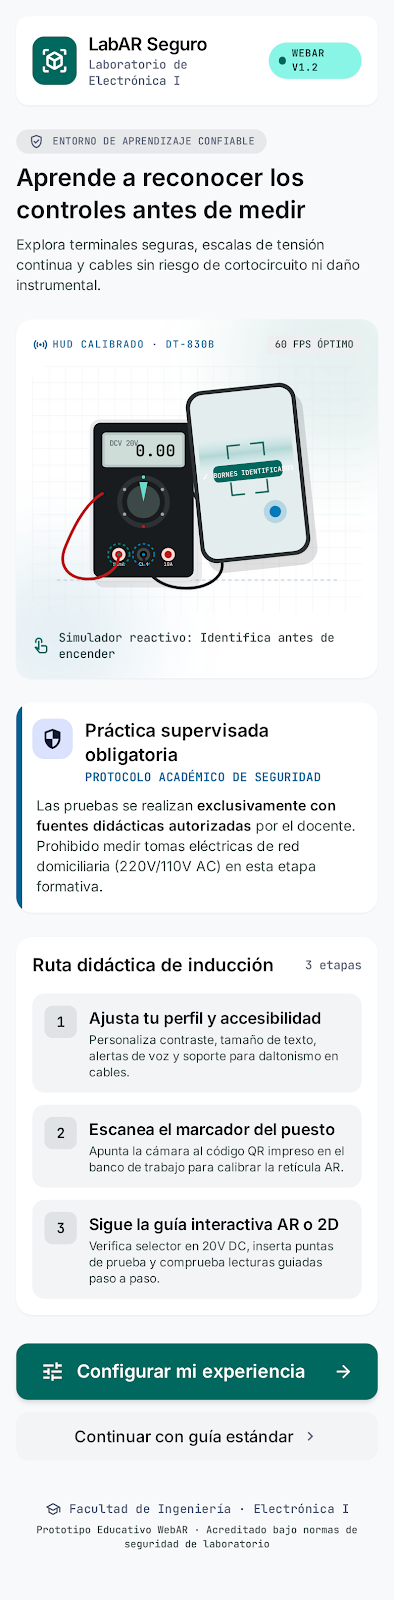 LabAR Seguro
Laboratorio de
Electrónica I
WEBAR
V1.2
ENTORNO DE APRENDIZAJE CONFIABLE
Aprende a reconocer los
controles antes de medir
Explora terminales seguras, escalas de tensión
continua y cables sin riesgo de cortocircuito ni daño
instrumental.
HUD CALIBRADO · DT-830B
60 FPS ÓPTIMO
DCV 20V
0.00
BORNES IDENTIFICADOS
10A
Simulador reactivo: Identifica antes de
encender
Práctica supervisada
obligatoria
PROTOCOLO ACADÉMICO DE SEGURIDAD
Las pruebas se realizan exclusivamente con
fuentes didácticas autorizadas por el docente.
Prohibido medir tomas eléctricas de red
domiciliaria (220V/110V AC) en esta etapa
formativa.
Ruta didáctica de inducción
3 etapas
1
Ajusta tu perfil y accesibilidad
Personaliza contraste, tamaño de texto,
alertas de voz y soporte para daltonismo en
cables.
2
Escanea el marcador del puesto
Apunta la cámara al código QR impreso en el
banco de trabajo para calibrar la retícula AR.
3
Sigue la guía interactiva AR o 2D
Verifica selector en 20V DC, inserta puntas
de prueba y comprueba lecturas guiadas
paso a paso.
Configurar mi experiencia
Continuar con guía estándar
Facultad de Ingeniería · Electrónica I
Prototipo Educativo WebAR · Acreditado bajo normas de
seguridad de laboratorio